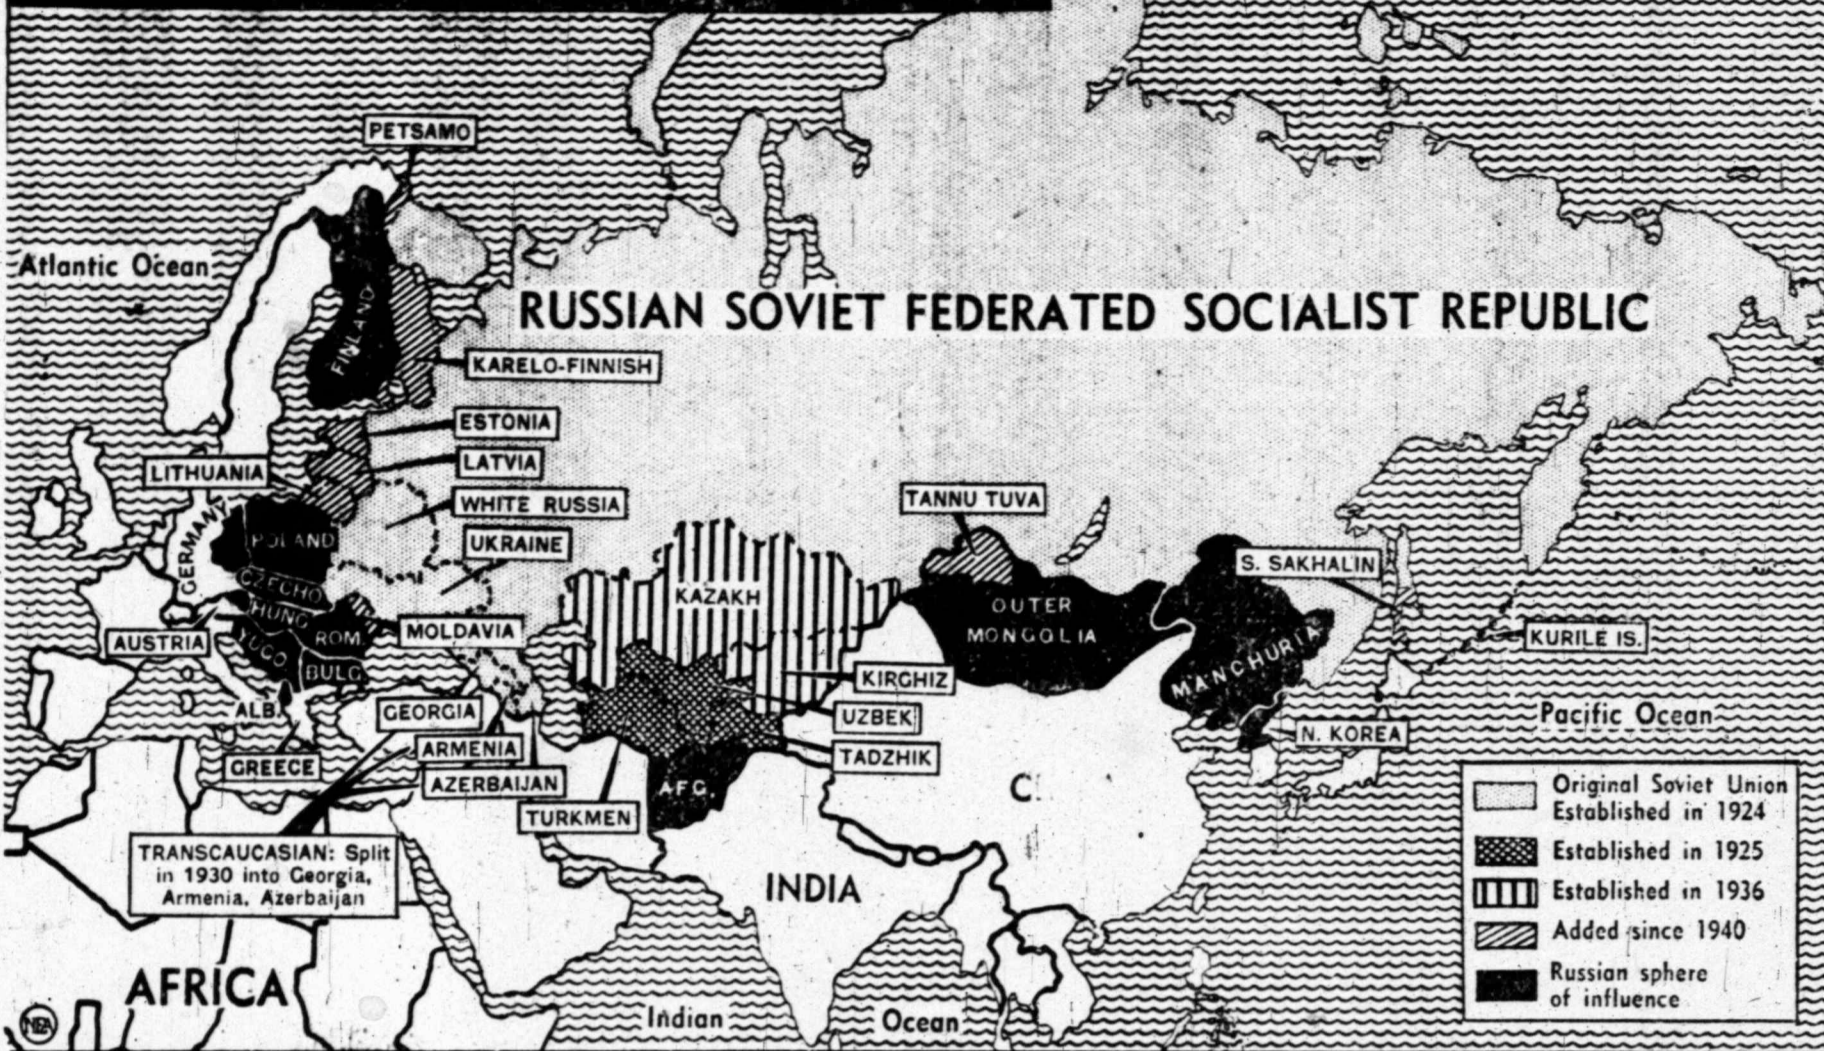 PETSAMO
Atlantic Ocean
RUSSIAN SOVIET FEDERATED SOCIALIST REPUBLIC
FINLAND
KARELO-FINNISH
ESTONIA
LATVIA
LITHUANIA
WHITE RUSSIA
TANNU TUVA
GERMANY
POLAND
UKRAINE
S. SAKHALIN
CZECHO
KAZAKH
HUNG
OUTER
MONGOLIA
AUSTRIA
YUGO
ROM.
MOLDAVIA
MANCHURIA
KURILE IS.
BULG
KIRGHIZ
ALB.
GEORGIA
UZBEK
Pacific Ocean
N. KOREA
GREECE
ARMENIA
TADZHIK
AZERBAIJAN
AFG.
C.
TURKMEN
TRANSCAUCASIAN: Split
in 1930 into Georgia,
Armenia, Azerbaijan
INDIA
AFRICA
Indian Ocean
NEA
Original Soviet Union
Established in 1924
Established in 1925
Established in 1936
Added since 1940
Russian sphere
of influence